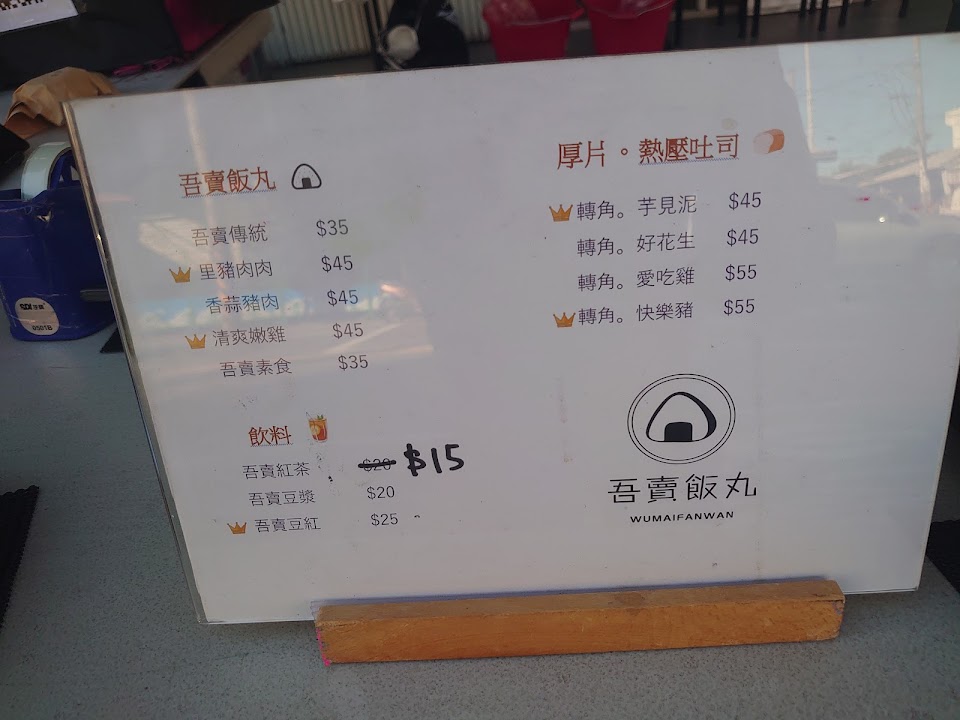 吾賣飯丸
吾賣傳統 $35
里豬肉肉 $45
香蒜豬肉 $45
清爽嫩雞 $45
吾賣素食 $35
飲料
吾賣紅茶 $20 $15
吾賣豆漿 $20
吾賣豆紅 $25
厚片。熱壓吐司
轉角。芋見泥 $45
轉角。好花生 $45
轉角。愛吃雞 $55
轉角。快樂豬 $55
吾賣飯丸
WUMAIFANWAN
SDI
0501B